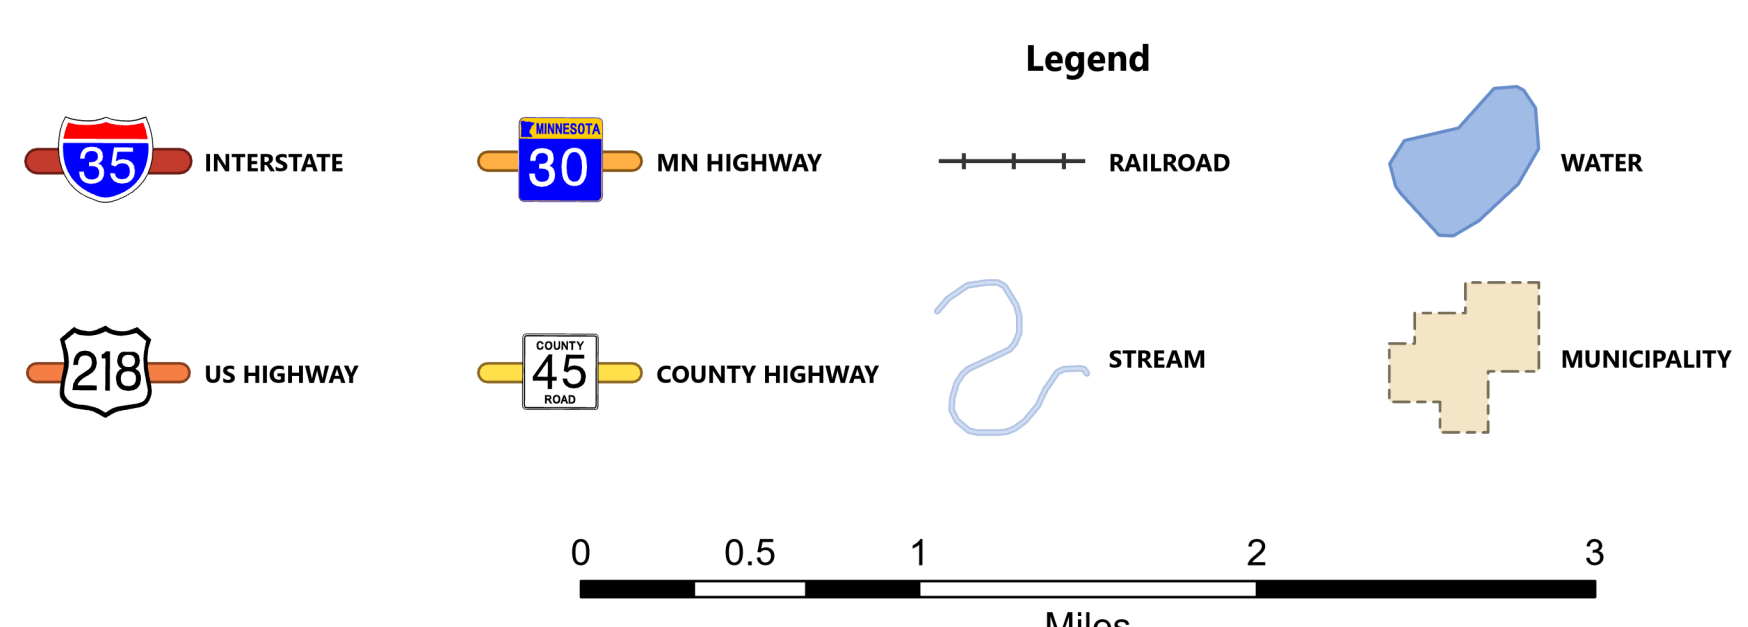 Legend
35
INTERSTATE
MINNESOTA
30
MN HIGHWAY
RAILROAD
WATER
218
US HIGHWAY
COUNTY
45
ROAD
COUNTY HIGHWAY
STREAM
MUNICIPALITY
0 0.5 1 2 3
Miles